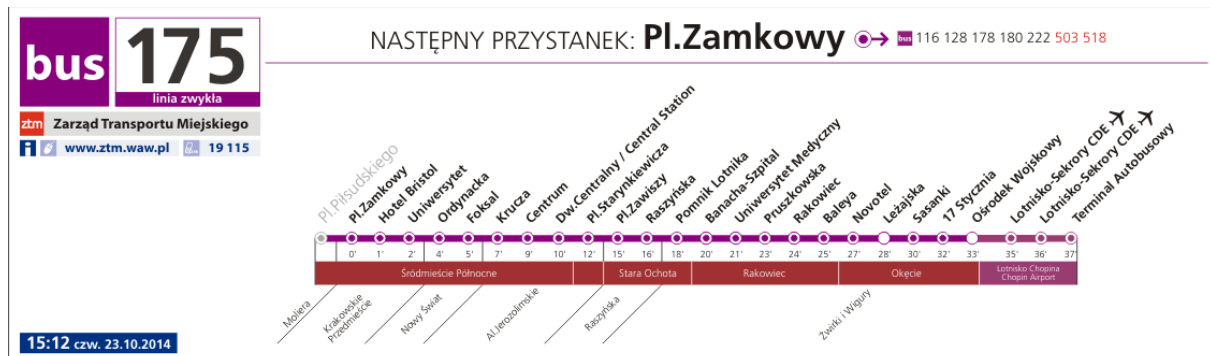 bus
175
linia zwykła
ztm Zarząd Transportu Miejskiego
i www.ztm.waw.pl 19 115
NASTĘPNY PRZYSTANEK: Pl.Zamkowy
bus 116 128 178 180 222 503 518
Pl.Piłsudskiego
Pl.Zamkowy
Hotel Bristol
Uniwersytet
Ordynacka
Foksal
Krucza
Centrum
Dw.Centralny / Central Station
Pl.Starynkiewicza
Pl.Zawiszy
Raszyńska
Pomnik Lotnika
Banacha-Szpital
Uniwersytet Medyczny
Pruszkowska
Rakowiec
Baleya
Novotel
Leżajska
Sasanki
17 Stycznia
Ośrodek Wojskowy
Lotnisko-Sekrory CDE
Lotnisko-Sekrory CDE
Terminal Autobusowy
0' 1' 2' 4' 5' 7' 9' 10' 12' 15' 16' 18' 20' 21' 23' 24' 25' 27' 28' 30' 32' 33' 35' 36' 37'
Śródmieście Północne
Stara Ochota
Rakowiec
Okęcie
Lotnisko Chopina
Chopin Airport
Moliera
Krakowskie
Przedmieście
Nowy Świat
Al.Jerozolimskie
Raszyńska
Żwirki i Wigury
15:12 czw. 23.10.2014